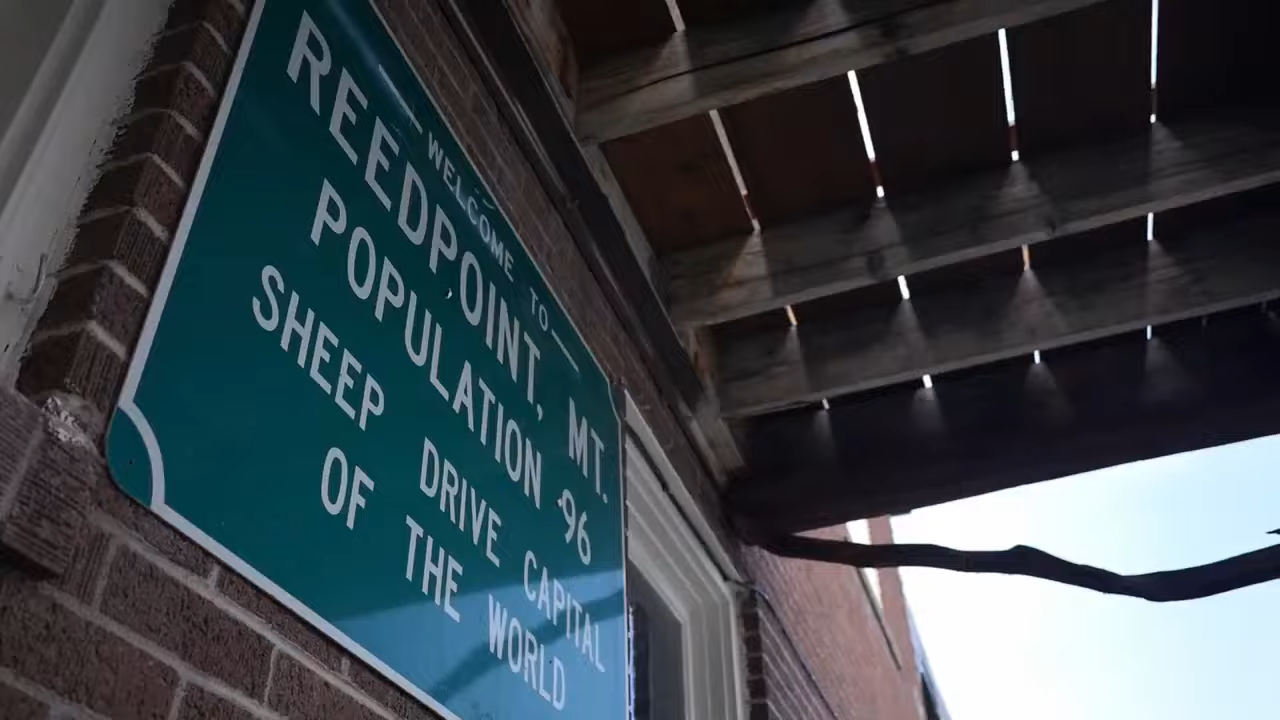 WELCOME TO
REEDPOINT, MT.
POPULATION 96
SHEEP DRIVE CAPITAL
OF THE WORLD